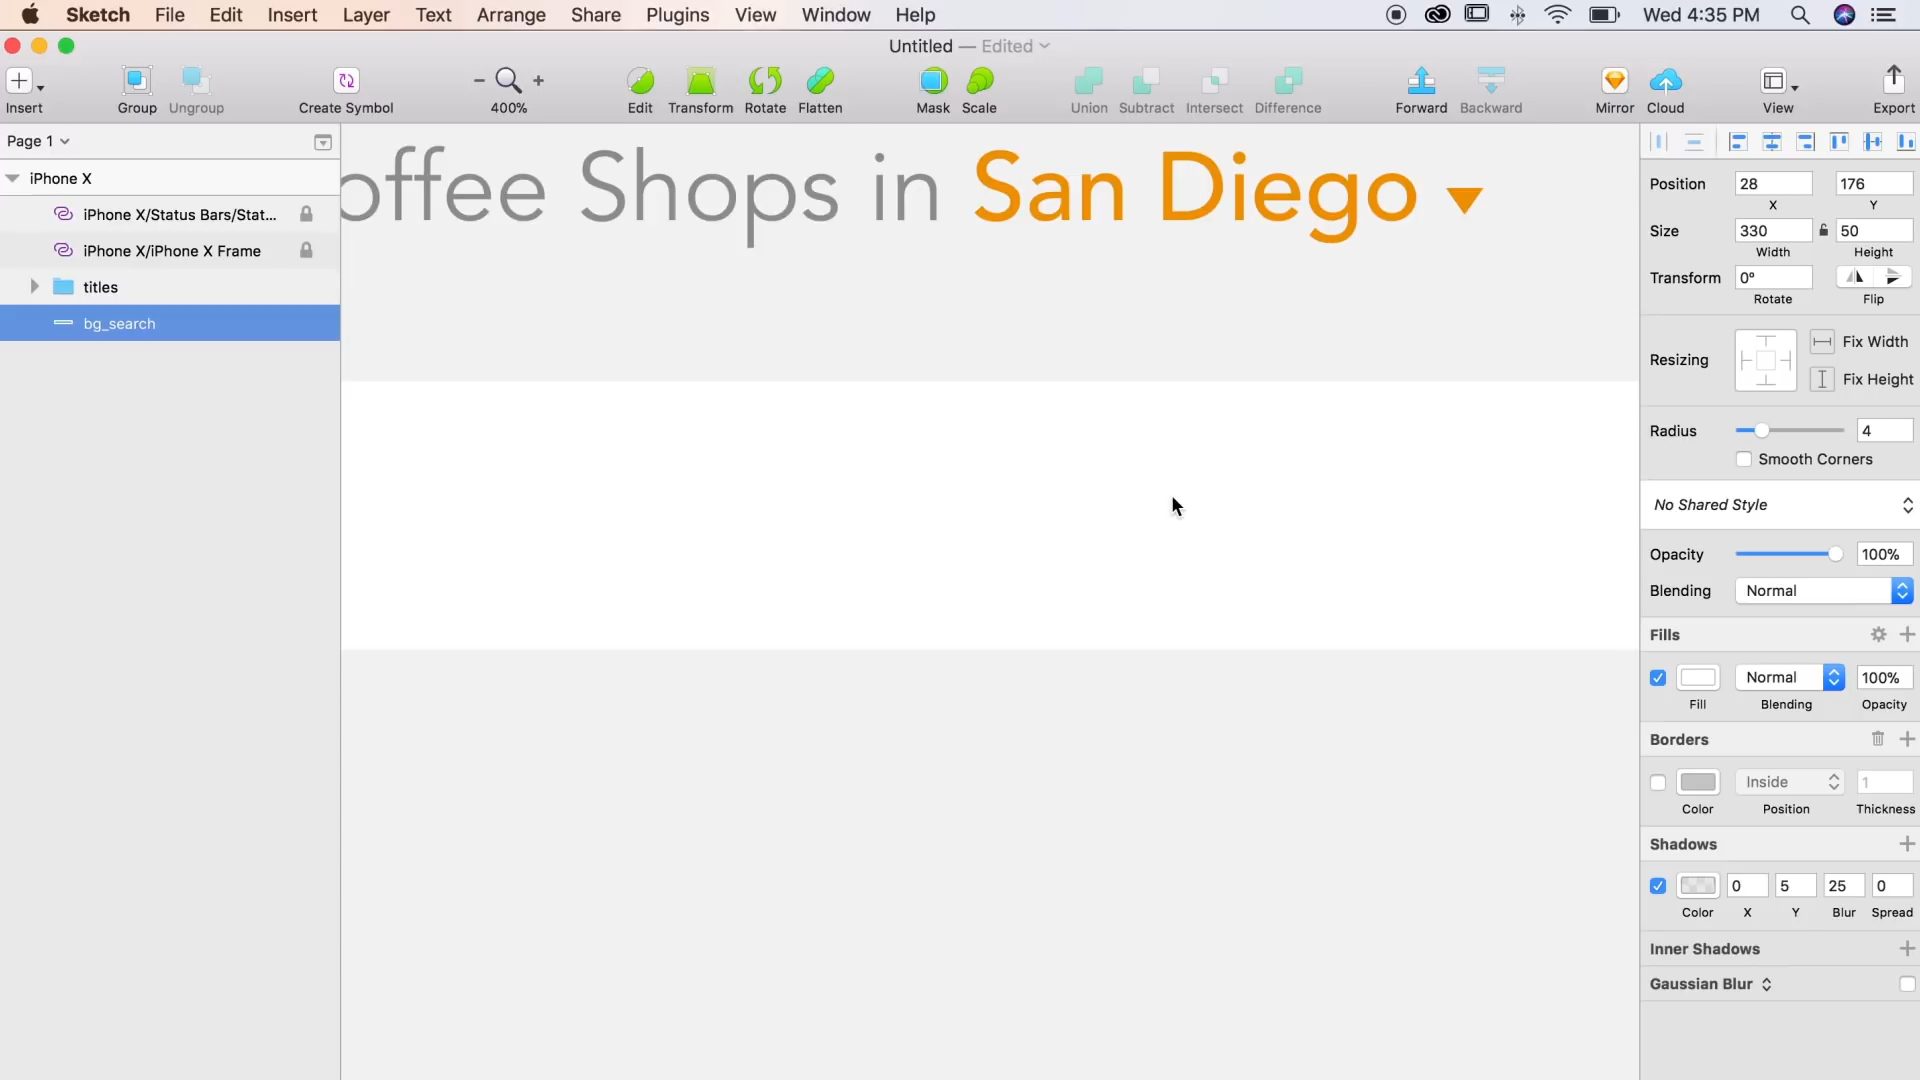 Sketch File Edit Insert Layer Text Arrange Share Plugins View Window Help Wed 4:35 PM
Untitled — Edited
Insert Group Ungroup Create Symbol 400% Edit Transform Rotate Flatten Mask Scale Union Subtract Intersect Difference Forward Backward Mirror Cloud View Export
Page 1
iPhone X
iPhone X/Status Bars/Stat...
iPhone X/iPhone X Frame
titles
bg_search
offee Shops in San Diego
Position 28 176
X Y
Size 330 50
Width Height
Transform 0°
Rotate Flip
Resizing Fix Width
Fix Height
Radius 4
Smooth Corners
No Shared Style
Opacity 100%
Blending Normal
Fills
Normal 100%
Fill Blending Opacity
Borders
Inside 1
Color Position Thickness
Shadows
0 5 25 0
Color X Y Blur Spread
Inner Shadows
Gaussian Blur